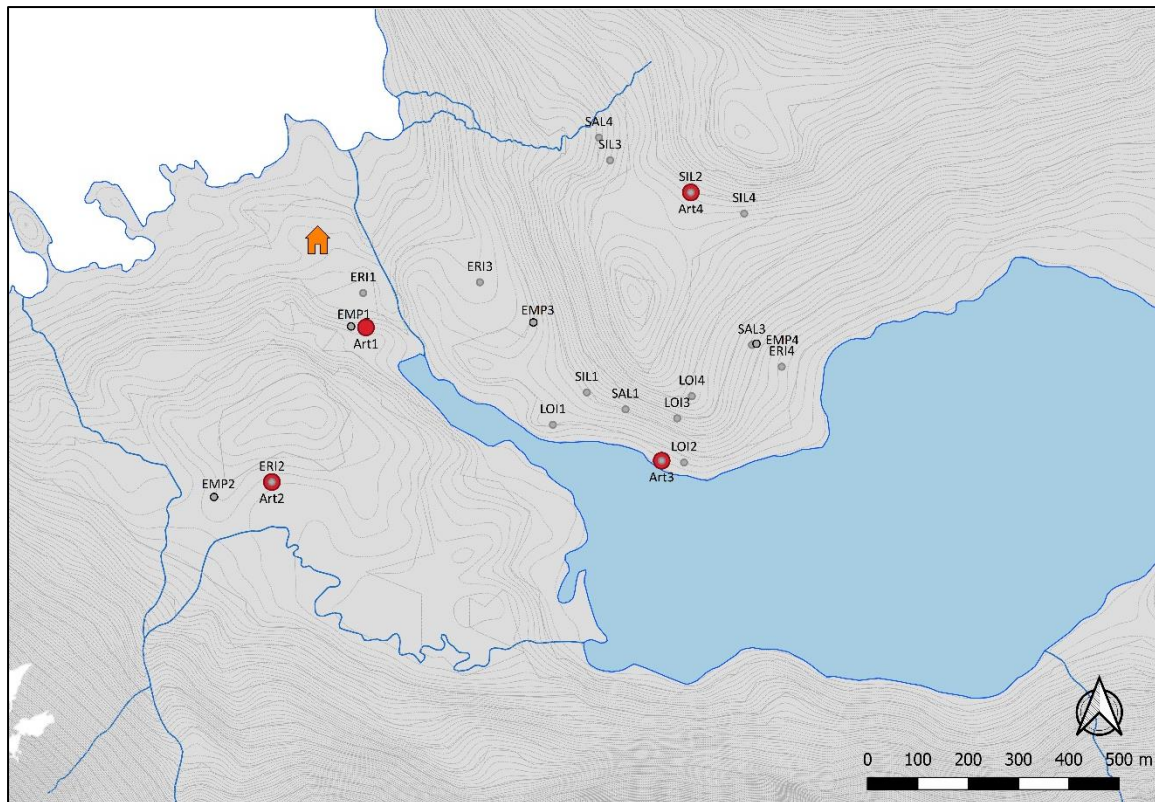 SAL4
SIL3
SIL2
Art4
SIL4
ERI1
ERI3
EMP1
Art1
EMP3
SAL3
EMP4
ERI4
SIL1
SAL1
LOI4
LOI1
LOI3
LOI2
Art3
ERI2
Art2
EMP2
0 100 200 300 400 500 m